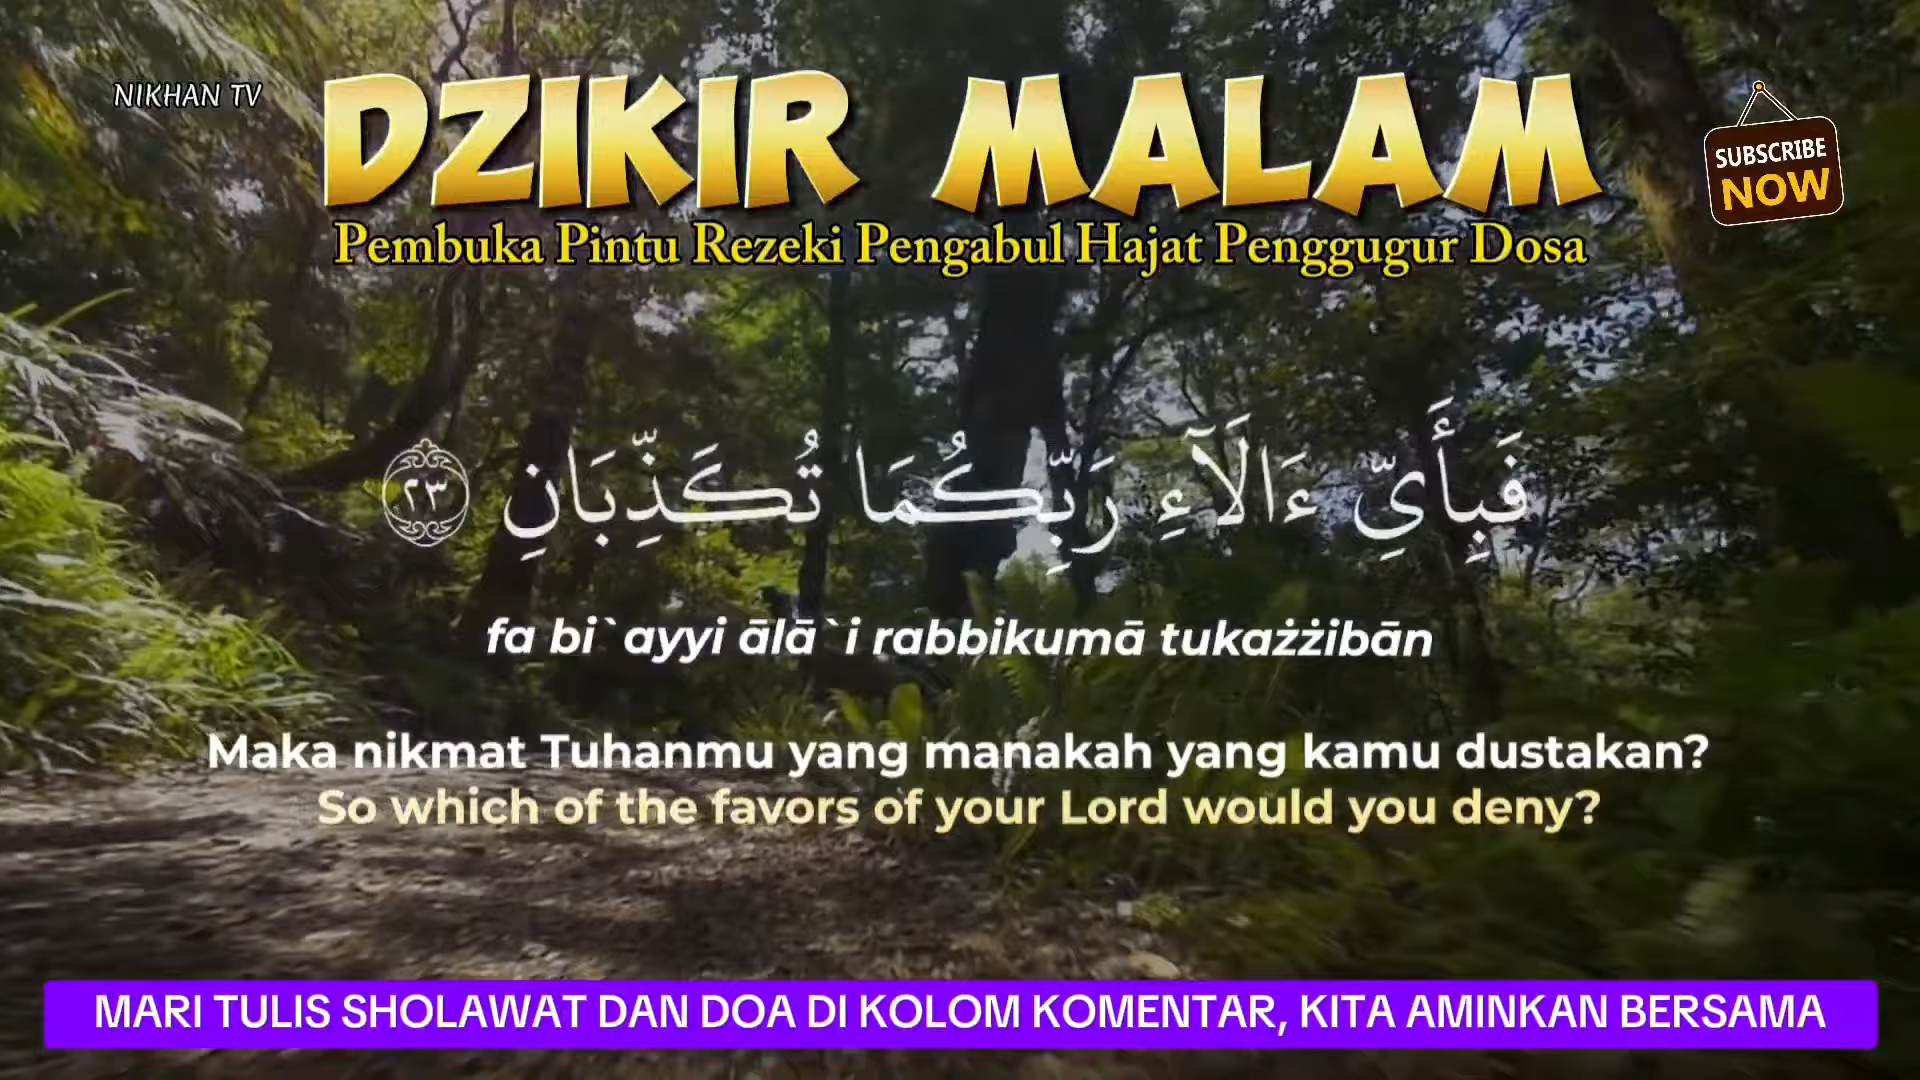 NIKHAN TV
DZIKIR MALAM
SUBSCRIBE
NOW
Pembuka Pintu Rezeki Pengabul Hajat Penggugur Dosa
فَبِأَيِّ ءَالَآءِ رَبِّكُمَا تُكَذِّبَانِ ٢٣
fa bi`ayyi ālā`i rabbikumā tukażżibān
Maka nikmat Tuhanmu yang manakah yang kamu dustakan?
So which of the favors of your Lord would you deny?
MARI TULIS SHOLAWAT DAN DOA DI KOLOM KOMENTAR, KITA AMINKAN BERSAMA